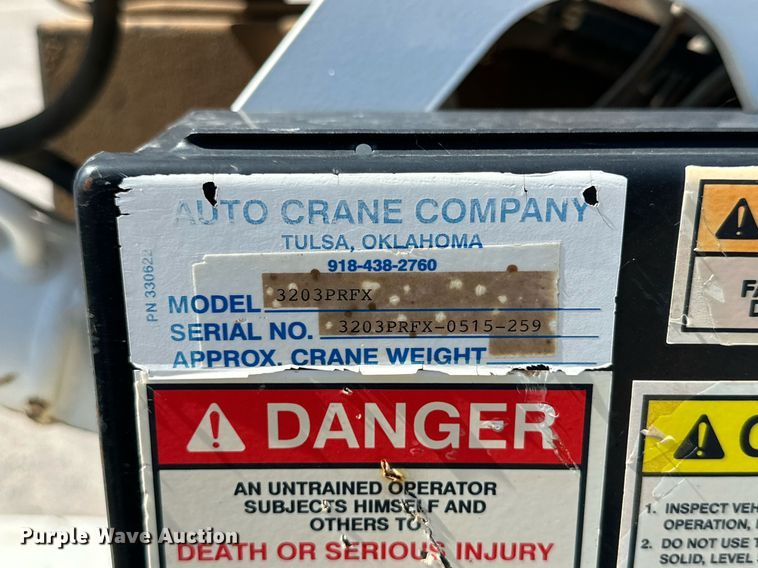 AUTO CRANE COMPANY
TULSA, OKLAHOMA
918-438-2760
MODEL 3203PRFX
SERIAL NO. 3203PRFX-0515-259
APPROX. CRANE WEIGHT
PN 330622
DANGER
AN UNTRAINED OPERATOR
SUBJECTS HIMSELF AND
OTHERS TO
DEATH OR SERIOUS INJURY
FA
D
C
1. INSPECT VEH
OPERATION,
2. DO NOT USE T
SOLID, LEVEL
Purple Wave Auction